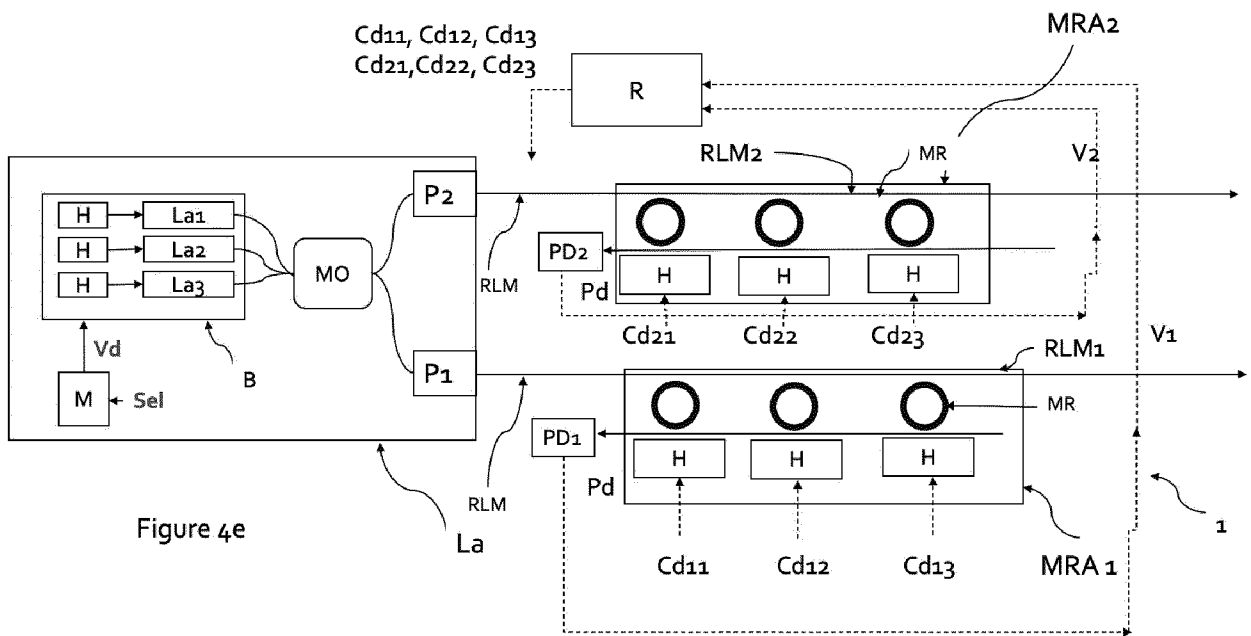 Cd11, Cd12, Cd13
Cd21,Cd22, Cd23
R
MRA2
RLM2
MR
V2
P2
H
La1
H
La2
H
La3
MO
RLM
PD2
Pd
H
H
H
Cd21
Cd22
Cd23
V1
Vd
B
M
Sel
P1
RLM1
MR
PD1
Pd
H
H
H
RLM
Figure 4e
La
Cd11
Cd12
Cd13
MRA 1
1